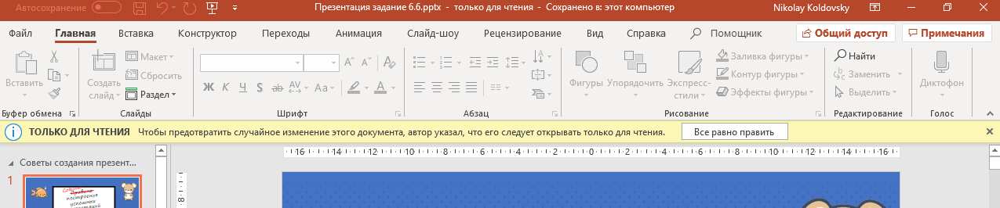 Автосохранение Презентация задание 6.6.pptx - только для чтения - Сохранено в: этот компьютер Nikolay Koldovsky
Файл Главная Вставка Конструктор Переходы Анимация Слайд-шоу Рецензирование Вид Справка Помощник Общий доступ Примечания
Вставить
Создать слайд
Макет
Сбросить
Раздел
Ж К Ч S ab AV Aa A
Фигуры Упорядочить Экспресс-стили
Заливка фигуры
Контур фигуры
Эффекты фигуры
Найти
Заменить
Выделить
Диктофон
Буфер обмена Слайды Шрифт Абзац Рисование Редактирование Голос
ТОЛЬКО ДЛЯ ЧТЕНИЯ Чтобы предотвратить случайное изменение этого документа, автор указал, что его следует открывать только для чтения. Все равно править
16 14 12 10 8 6 4 2 0 2 4 6 8 10 12 14 16
Советы создания презент...
1
8
построения
успешных